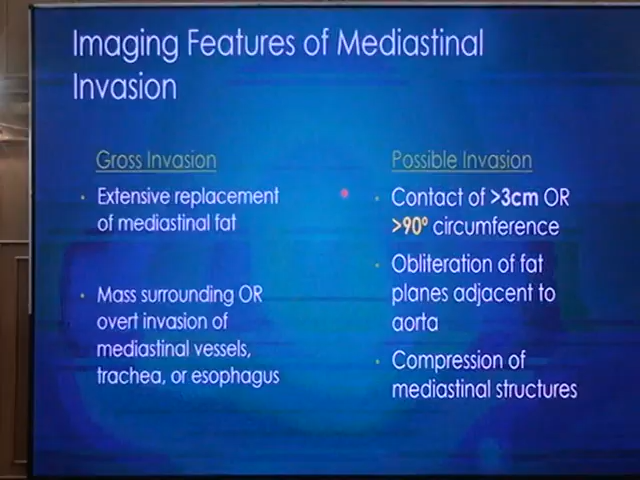 Imaging Features of Mediastinal
Invasion
Gross Invasion
Extensive replacement
of mediastinal fat
Mass surrounding OR
overt invasion of
mediastinal vessels,
trachea, or esophagus
Possible Invasion
Contact of >3cm OR
>90º circumference
Obliteration of fat
planes adjacent to
aorta
Compression of
mediastinal structures